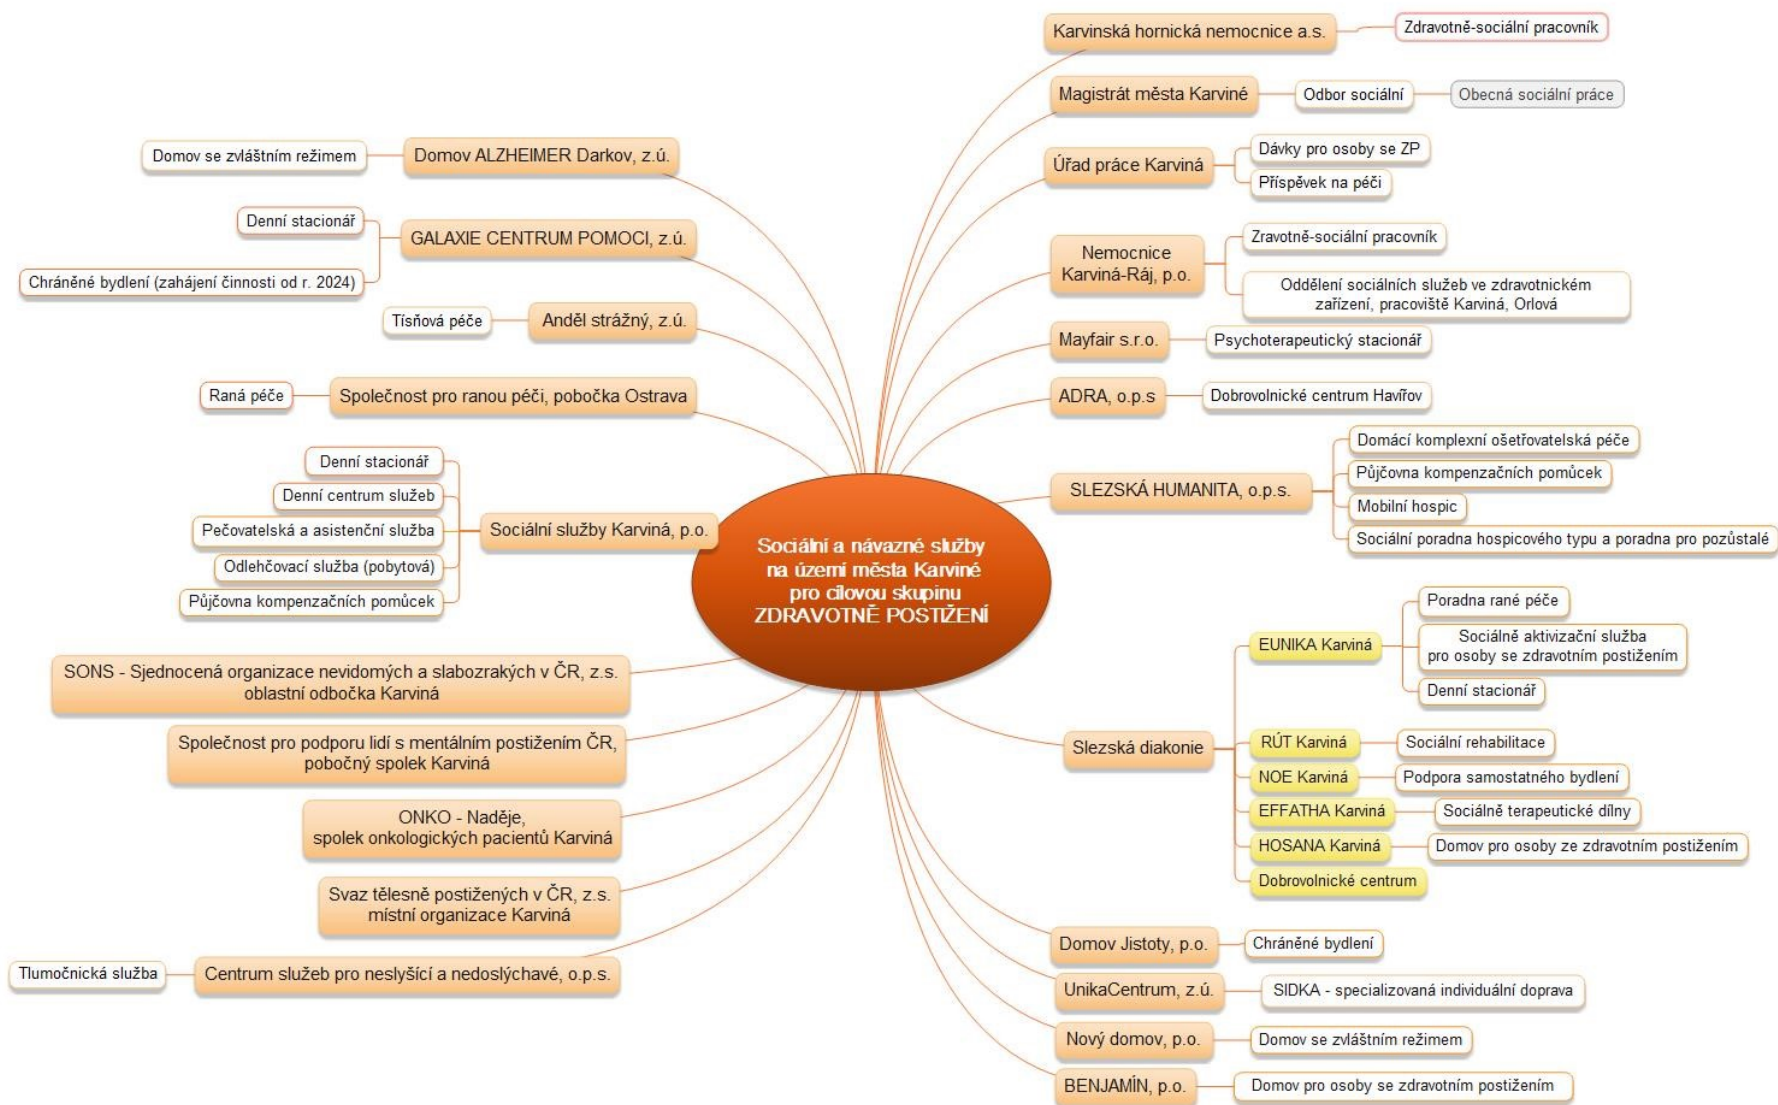 Sociální a návazné služby
na území města Karviné
pro cílovou skupinu
ZDRAVOTNĚ POSTIŽENÍ
Karvinská hornická nemocnice a.s.
Zdravotně-sociální pracovník
Magistrát města Karviné
Odbor sociální
Obecná sociální práce
Úřad práce Karviná
Dávky pro osoby se ZP
Příspěvek na péči
Nemocnice
Karviná-Ráj, p.o.
Zravotně-sociální pracovník
Oddělení sociálních služeb ve zdravotnickém
zařízení, pracoviště Karviná, Orlová
Mayfair s.r.o.
Psychoterapeutický stacionář
ADRA, o.p.s
Dobrovolnické centrum Havířov
SLEZSKÁ HUMANITA, o.p.s.
Domácí komplexní ošetřovatelská péče
Půjčovna kompenzačních pomůcek
Mobilní hospic
Sociální poradna hospicového typu a poradna pro pozůstalé
Slezská diakonie
EUNIKA Karviná
Poradna rané péče
Sociálně aktivizační služba
pro osoby se zdravotním postižením
Denní stacionář
RÚT Karviná
Sociální rehabilitace
NOE Karviná
Podpora samostatného bydlení
EFFATHA Karviná
Sociálně terapeutické dílny
HOSANA Karviná
Domov pro osoby ze zdravotním postižením
Dobrovolnické centrum
Domov Jistoty, p.o.
Chráněné bydlení
UnikaCentrum, z.ú.
SIDKA - specializovaná individuální doprava
Nový domov, p.o.
Domov se zvláštním režimem
BENJAMÍN, p.o.
Domov pro osoby se zdravotním postižením
Domov ALZHEIMER Darkov, z.ú.
Domov se zvláštním režimem
GALAXIE CENTRUM POMOCI, z.ú.
Denní stacionář
Chráněné bydlení (zahájení činnosti od r. 2024)
Anděl strážný, z.ú.
Tísňová péče
Společnost pro ranou péči, pobočka Ostrava
Raná péče
Sociální služby Karviná, p.o.
Denní stacionář
Denní centrum služeb
Pečovatelská a asistenční služba
Odlehčovací služba (pobytová)
Půjčovna kompenzačních pomůcek
SONS - Sjednocená organizace nevidomých a slabozrakých v ČR, z.s.
oblastní odbočka Karviná
Společnost pro podporu lidí s mentálním postižením ČR,
pobočný spolek Karviná
ONKO - Naděje,
spolek onkologických pacientů Karviná
Svaz tělesně postižených v ČR, z.s.
místní organizace Karviná
Centrum služeb pro neslyšící a nedoslýchavé, o.p.s.
Tlumočnická služba